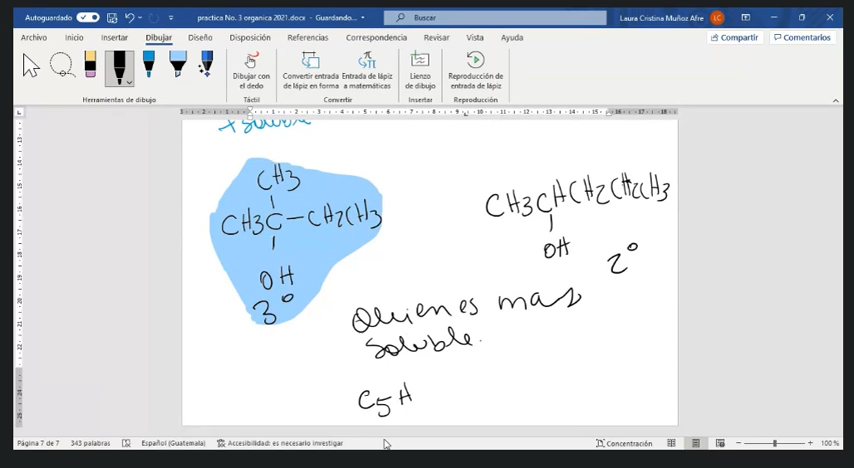 Autoguardado
practica No. 3 organica 2021.docx - Guardando...
Buscar
Laura Cristina Muñoz Afre
LC
Archivo
Inicio
Insertar
Dibujar
Diseño
Disposición
Referencias
Correspondencia
Revisar
Vista
Ayuda
Compartir
Comentarios
Dibujar con el dedo
Convertir entrada de lápiz en forma
Entrada de lápiz a matemáticas
Lienzo de dibujo
Reproducción de entrada de lápiz
Herramientas de dibujo
Táctil
Convertir
Insertar
Reproducción
+ soluble
CH3
CH3C—CH2CH3
OH
3°
CH3CHCH2CH2CH3
OH
2°
Quien es mas
soluble.
C5H
Página 7 de 7
343 palabras
Español (Guatemala)
Accesibilidad: es necesario investigar
Concentración
100 %